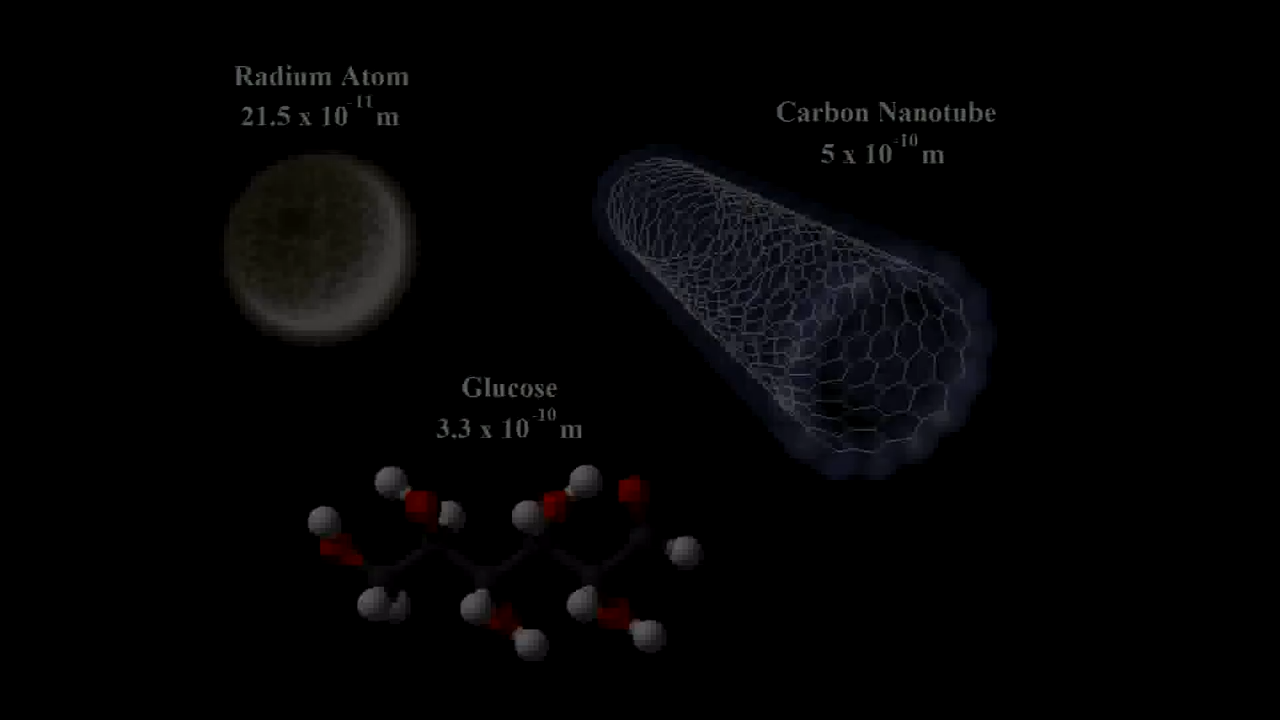 Radium Atom
21.5 x 10⁻¹¹ m
Carbon Nanotube
5 x 10⁻¹⁰ m
Glucose
3.3 x 10⁻¹⁰ m